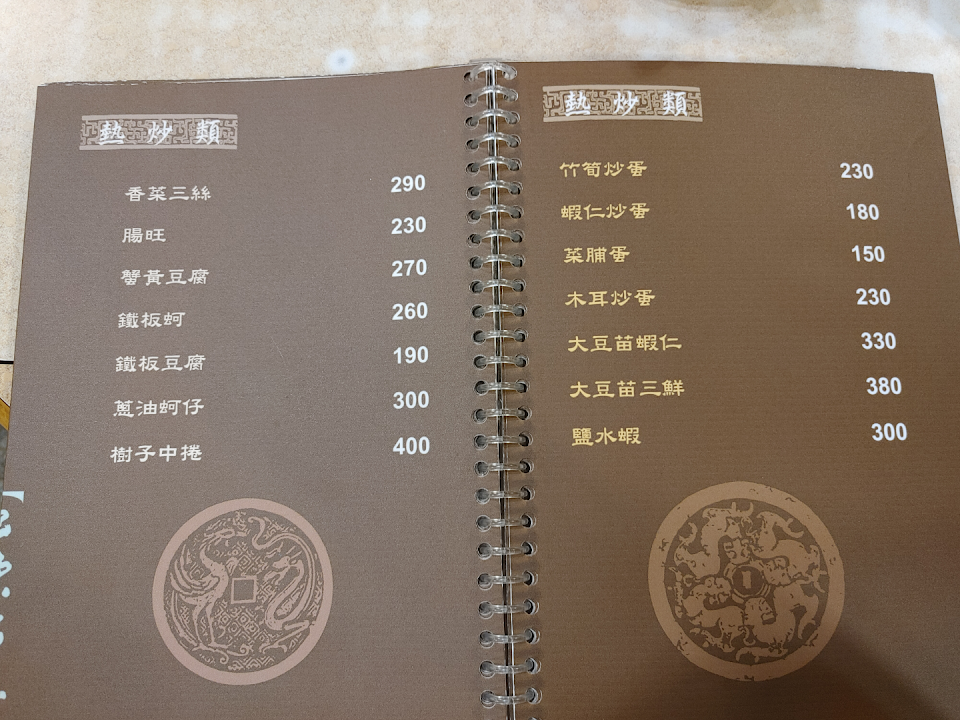 熱炒類
香菜三絲 290
腸旺 230
蟹黃豆腐 270
鐵板蚵 260
鐵板豆腐 190
蔥油蚵仔 300
樹子中捲 400
熱炒類
竹筍炒蛋 230
蝦仁炒蛋 180
菜脯蛋 150
木耳炒蛋 230
大豆苗蝦仁 330
大豆苗三鮮 380
鹽水蝦 300